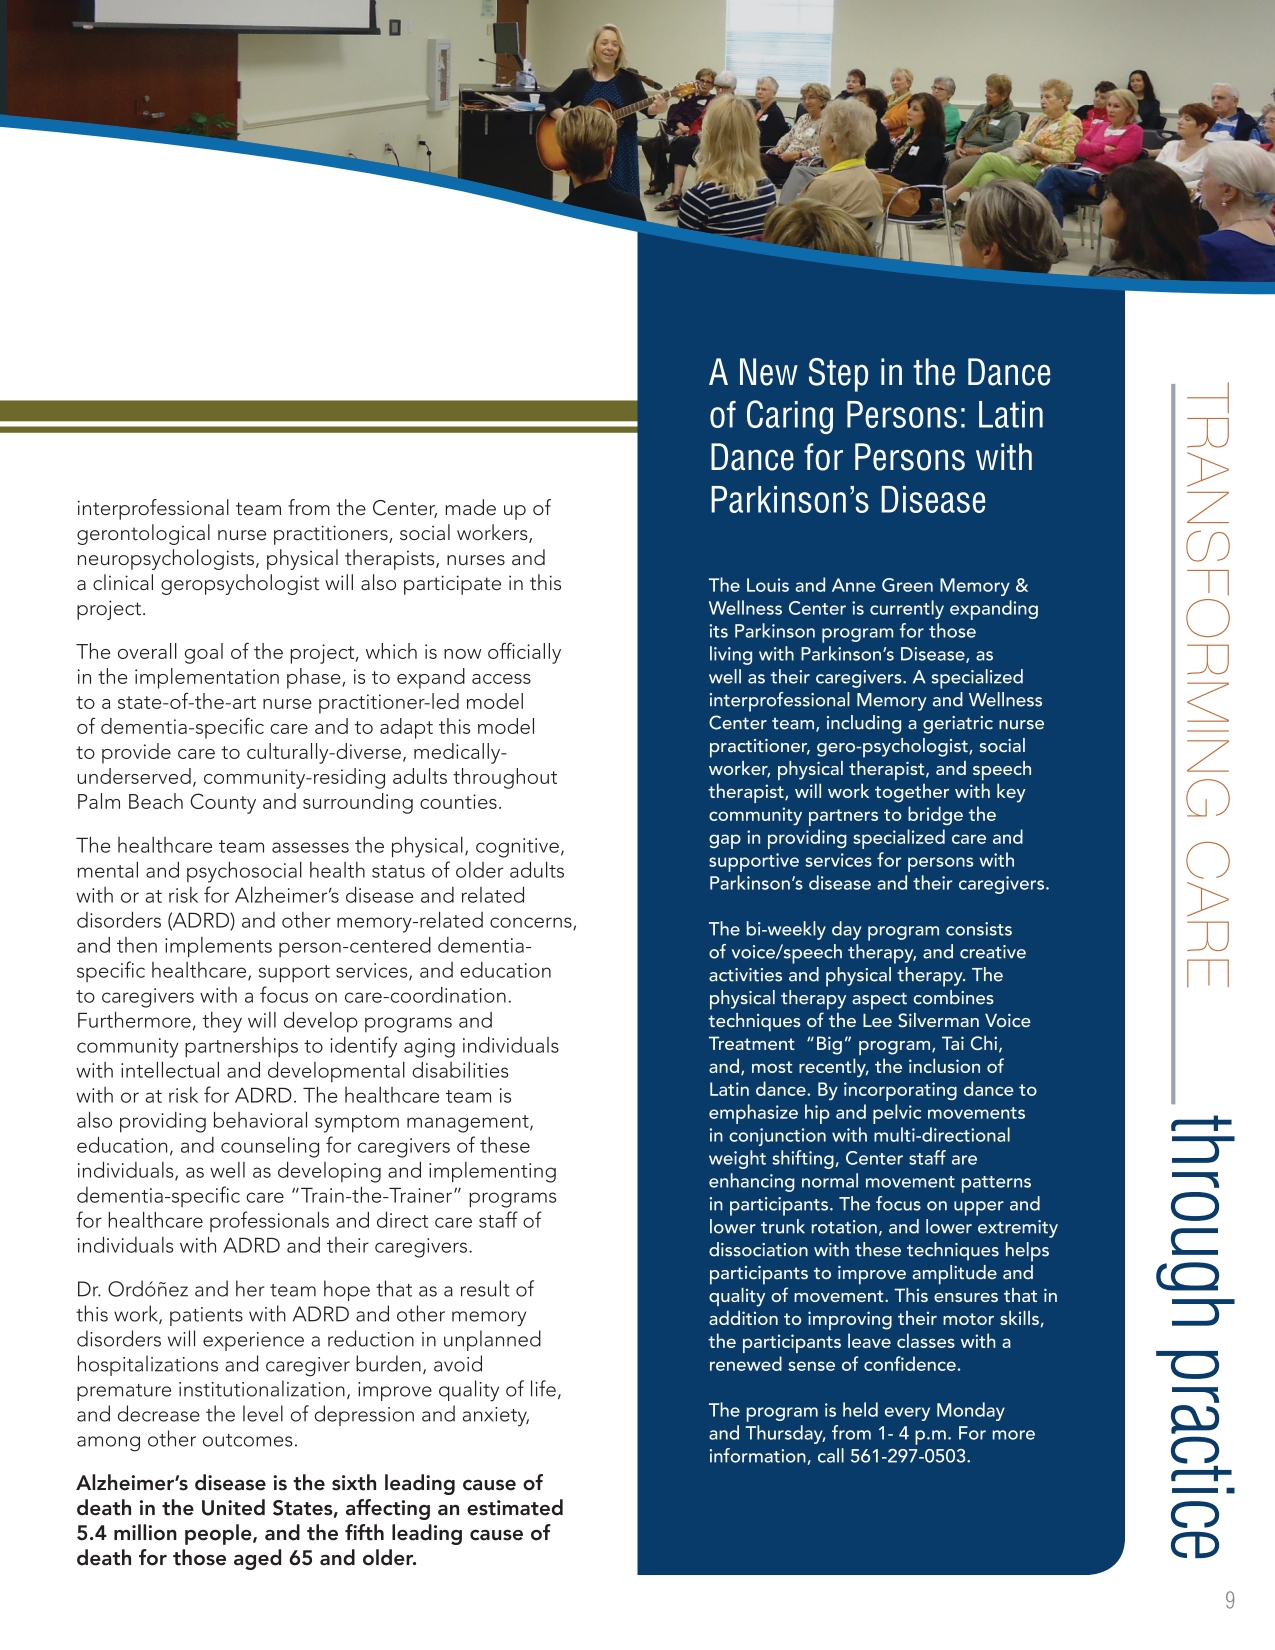 interprofessional team from the Center, made up of
gerontological nurse practitioners, social workers,
neuropsychologists, physical therapists, nurses and
a clinical geropsychologist will also participate in this
project.
The overall goal of the project, which is now officially
in the implementation phase, is to expand access
to a state-of-the-art nurse practitioner-led model
of dementia-specific care and to adapt this model
to provide care to culturally-diverse, medically-
underserved, community-residing adults throughout
Palm Beach County and surrounding counties.
The healthcare team assesses the physical, cognitive,
mental and psychosocial health status of older adults
with or at risk for Alzheimer's disease and related
disorders (ADRD) and other memory-related concerns,
and then implements person-centered dementia-
specific healthcare, support services, and education
to caregivers with a focus on care-coordination.
Furthermore, they will develop programs and
community partnerships to identify aging individuals
with intellectual and developmental disabilities
with or at risk for ADRD. The healthcare team is
also providing behavioral symptom management,
education, and counseling for caregivers of these
individuals, as well as developing and implementing
dementia-specific care “Train-the-Trainer” programs
for healthcare professionals and direct care staff of
individuals with ADRD and their caregivers.
Dr. Ordóñez and her team hope that as a result of
this work, patients with ADRD and other memory
disorders will experience a reduction in unplanned
hospitalizations and caregiver burden, avoid
premature institutionalization, improve quality of life,
and decrease the level of depression and anxiety,
among other outcomes.
Alzheimer’s disease is the sixth leading cause of
death in the United States, affecting an estimated
5.4 million people, and the fifth leading cause of
death for those aged 65 and older.
A New Step in the Dance
of Caring Persons: Latin
Dance for Persons with
Parkinson’s Disease
The Louis and Anne Green Memory &
Wellness Center is currently expanding
its Parkinson program for those
living with Parkinson’s Disease, as
well as their caregivers. A specialized
interprofessional Memory and Wellness
Center team, including a geriatric nurse
practitioner, gero-psychologist, social
worker, physical therapist, and speech
therapist, will work together with key
community partners to bridge the
gap in providing specialized care and
supportive services for persons with
Parkinson’s disease and their caregivers.
The bi-weekly day program consists
of voice/speech therapy, and creative
activities and physical therapy. The
physical therapy aspect combines
techniques of the Lee Silverman Voice
Treatment “Big” program, Tai Chi,
and, most recently, the inclusion of
Latin dance. By incorporating dance to
emphasize hip and pelvic movements
in conjunction with multi-directional
weight shifting, Center staff are
enhancing normal movement patterns
in participants. The focus on upper and
lower trunk rotation, and lower extremity
dissociation with these techniques helps
participants to improve amplitude and
quality of movement. This ensures that in
addition to improving their motor skills,
the participants leave classes with a
renewed sense of confidence.
The program is held every Monday
and Thursday, from 1- 4 p.m. For more
information, call 561-297-0503.
TRANSFORMING CARE
through practice
9